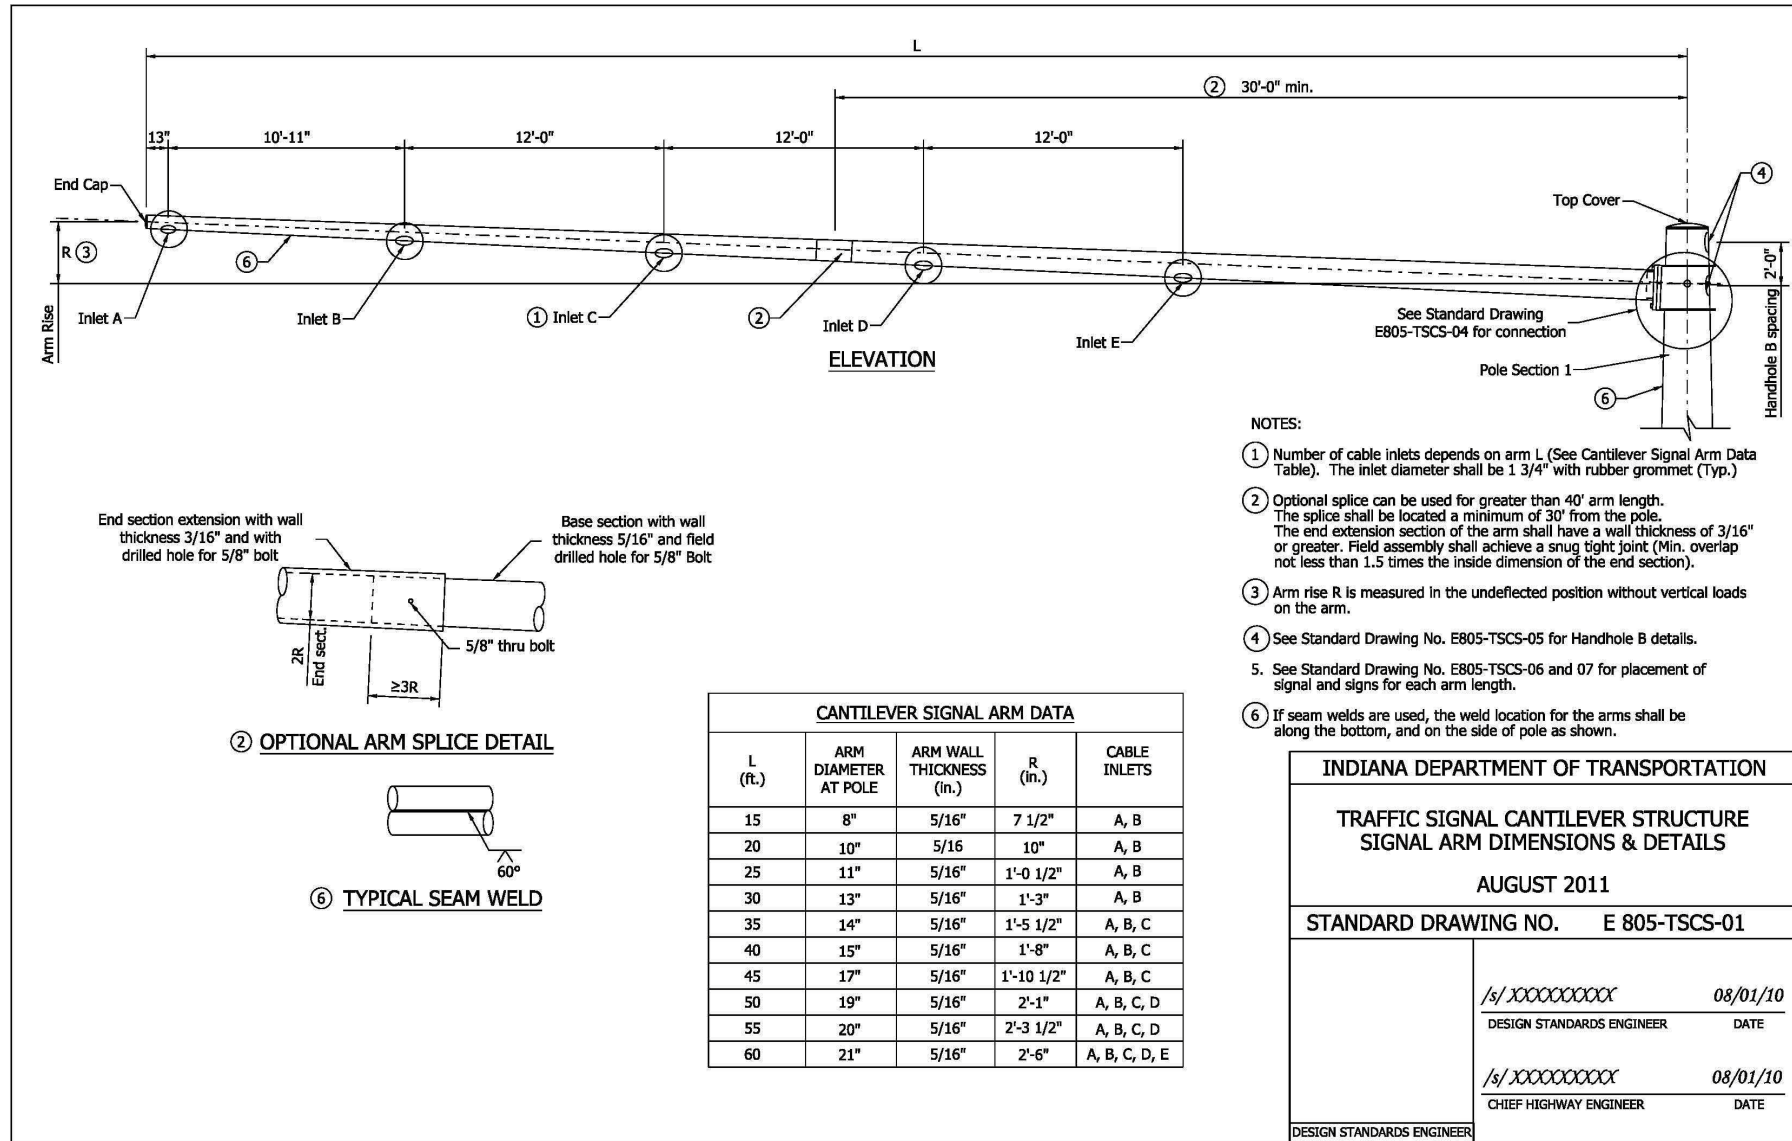 L
② 30'-0" min.
13" 10'-11" 12'-0" 12'-0" 12'-0"
End Cap
Top Cover
④
R ③
Arm Rise
⑥
Inlet A
Inlet B
① Inlet C
②
Inlet D
Inlet E
ELEVATION
See Standard Drawing
E805-TSCS-04 for connection
Pole Section 1
⑥
Handhole B spacing 2'-0"
NOTES:
① Number of cable inlets depends on arm L (See Cantilever Signal Arm Data
Table). The inlet diameter shall be 1 3/4" with rubber grommet (Typ.)
② Optional splice can be used for greater than 40' arm length.
The splice shall be located a minimum of 30' from the pole.
The end extension section of the arm shall have a wall thickness of 3/16"
or greater. Field assembly shall achieve a snug tight joint (Min. overlap
not less than 1.5 times the inside dimension of the end section).
③ Arm rise R is measured in the undeflected position without vertical loads
on the arm.
④ See Standard Drawing No. E805-TSCS-05 for Handhole B details.
5. See Standard Drawing No. E805-TSCS-06 and 07 for placement of
signal and signs for each arm length.
⑥ If seam welds are used, the weld location for the arms shall be
along the bottom, and on the side of pole as shown.
End section extension with wall
thickness 3/16" and with
drilled hole for 5/8" bolt
Base section with wall
thickness 5/16" and field
drilled hole for 5/8" Bolt
5/8" thru bolt
2R
End sect.
≥3R
② OPTIONAL ARM SPLICE DETAIL
60°
⑥ TYPICAL SEAM WELD
CANTILEVER SIGNAL ARM DATA
L (ft.) ARM DIAMETER AT POLE ARM WALL THICKNESS (in.) R (in.) CABLE INLETS
15 8" 5/16" 7 1/2" A, B
20 10" 5/16 10" A, B
25 11" 5/16" 1'-0 1/2" A, B
30 13" 5/16" 1'-3" A, B
35 14" 5/16" 1'-5 1/2" A, B, C
40 15" 5/16" 1'-8" A, B, C
45 17" 5/16" 1'-10 1/2" A, B, C
50 19" 5/16" 2'-1" A, B, C, D
55 20" 5/16" 2'-3 1/2" A, B, C, D
60 21" 5/16" 2'-6" A, B, C, D, E
INDIANA DEPARTMENT OF TRANSPORTATION
TRAFFIC SIGNAL CANTILEVER STRUCTURE
SIGNAL ARM DIMENSIONS & DETAILS
AUGUST 2011
STANDARD DRAWING NO. E 805-TSCS-01
/s/ XXXXXXXXX 08/01/10
DESIGN STANDARDS ENGINEER DATE
/s/ XXXXXXXXX 08/01/10
CHIEF HIGHWAY ENGINEER DATE
DESIGN STANDARDS ENGINEER